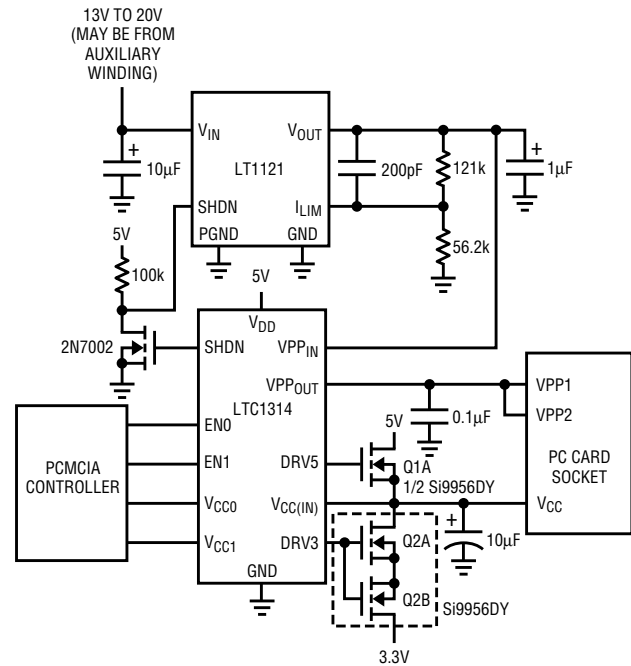 13V TO 20V
(MAY BE FROM
AUXILIARY
WINDING)
+
10µF
VIN
VOUT
LT1121
SHDN
ILIM
PGND
GND
200pF
121k
+
1µF
56.2k
5V
100k
2N7002
5V
VDD
SHDN
VPPIN
VPPOUT
LTC1314
EN0
EN1
DRV5
VCC0
VCC(IN)
VCC1
DRV3
GND
PCMCIA
CONTROLLER
0.1µF
5V
Q1A
1/2 Si9956DY
VPP1
VPP2
PC CARD
SOCKET
VCC
+
10µF
Q2A
Q2B
Si9956DY
3.3V